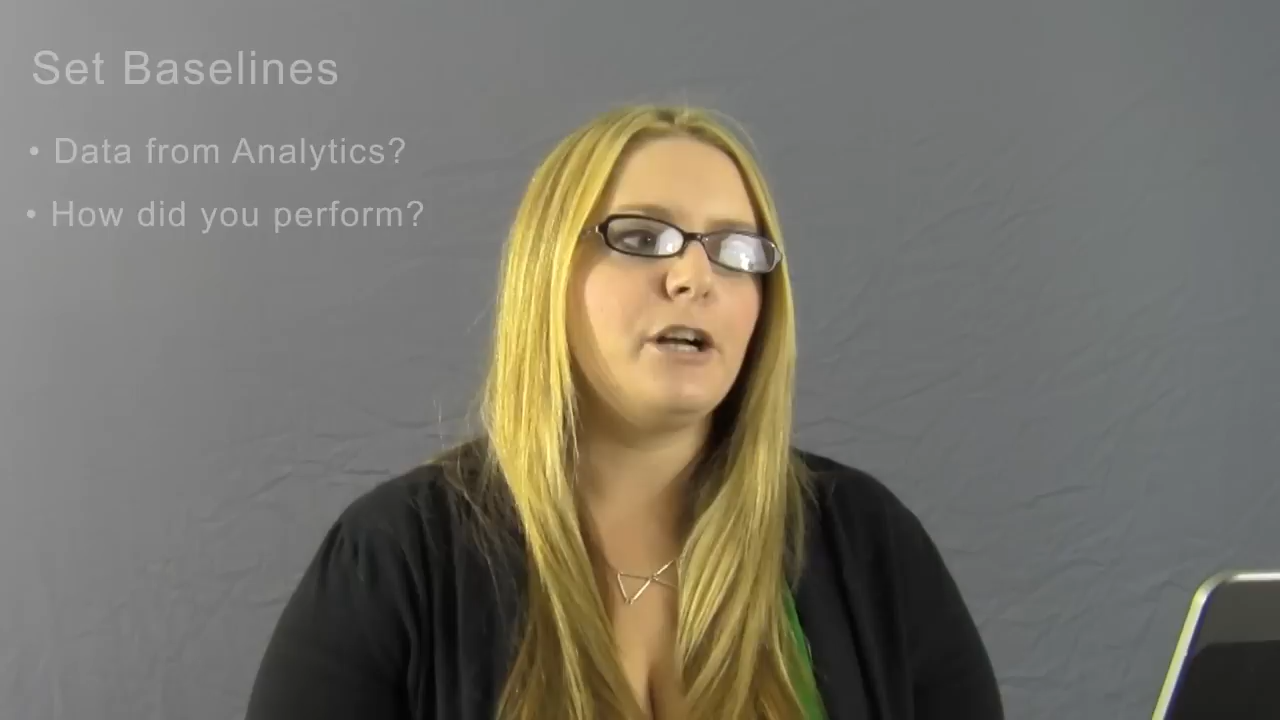 Set Baselines
• Data from Analytics?
• How did you perform?